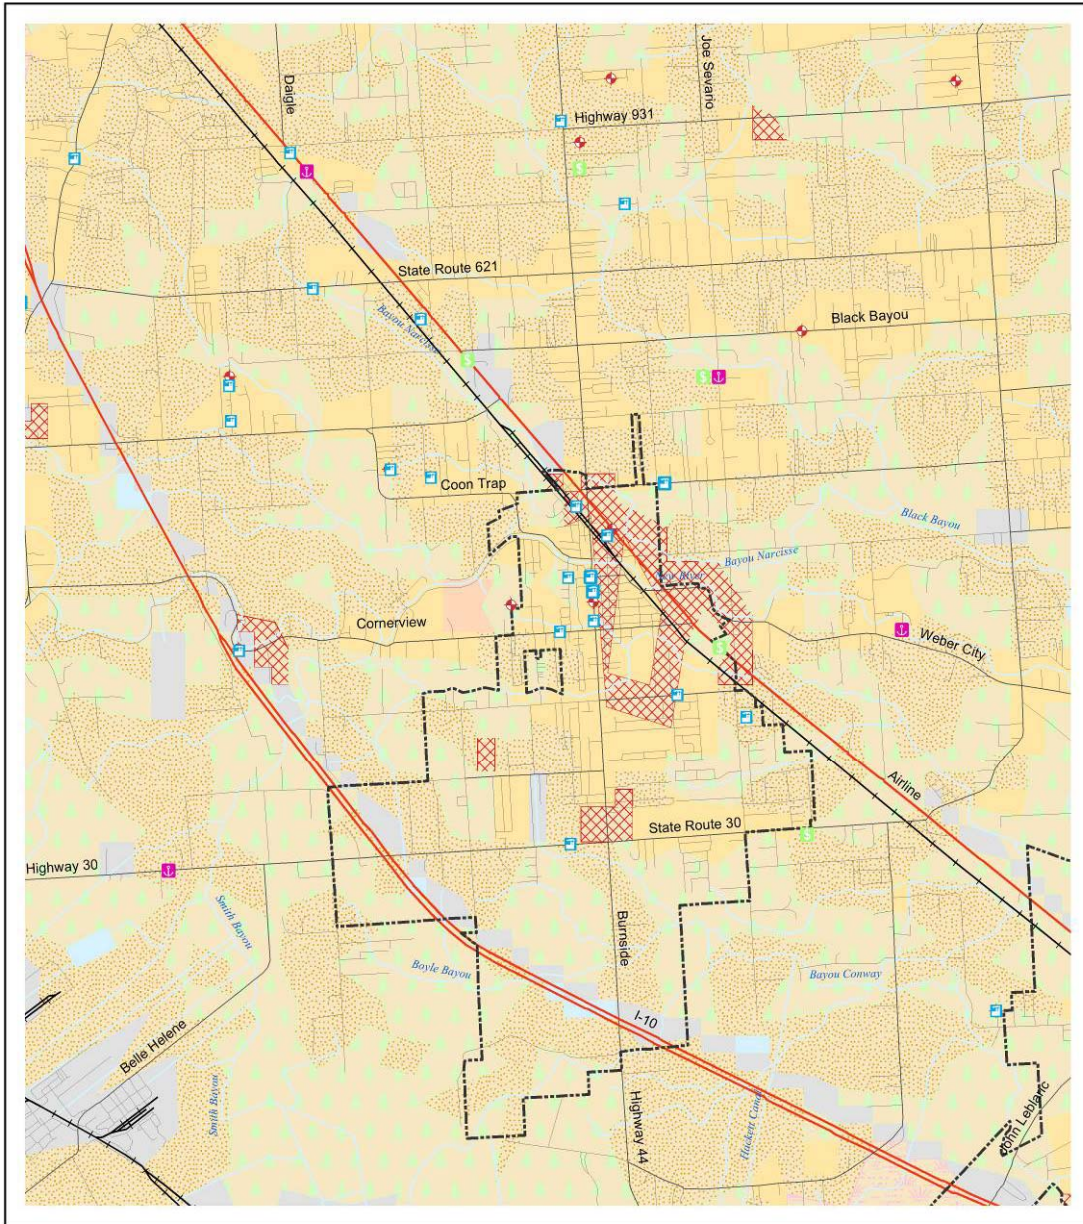 Joe Sevario
Daigle
Highway 931
State Route 621
Bayou Narcisse
Black Bayou
Coon Trap
Black Bayou
Bayou Narcisse
New River
Cornerview
Weber City
Airline
State Route 30
Highway 30
Smith Bayou
Burnside
Boyle Bayou
Bayou Conway
I-10
Belle Helene
Smith Bayou
Highway 44
Hackett Canal
John Leblanc